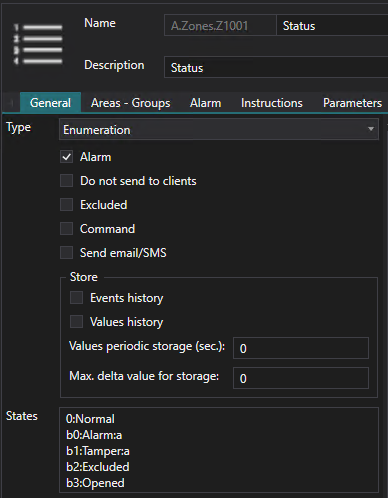 Name A.Zones.Z1001 Status
Description Status
General Areas - Groups Alarm Instructions Parameters
Type Enumeration
Alarm
Do not send to clients
Excluded
Command
Send email/SMS
Store
Events history
Values history
Values periodic storage (sec.): 0
Max. delta value for storage: 0
States 0:Normal
b0:Alarm:a
b1:Tamper:a
b2:Excluded
b3:Opened